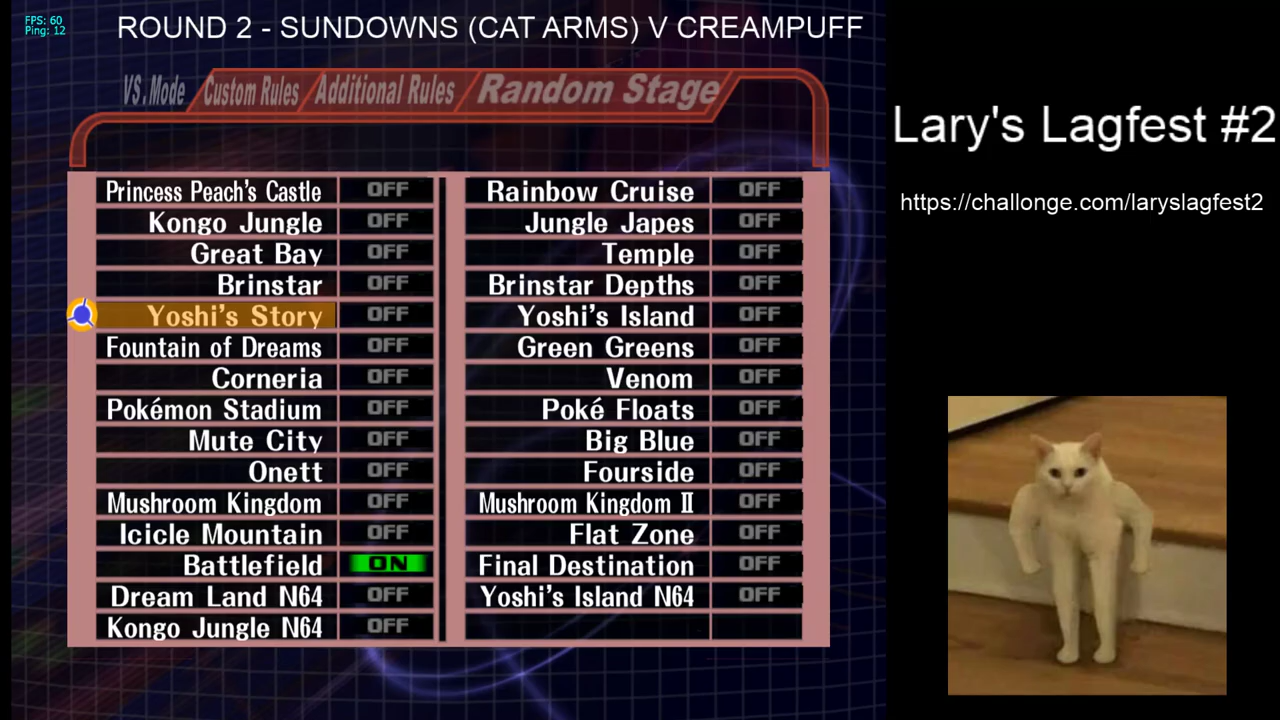 FPS: 60
Ping: 12
ROUND 2 - SUNDOWNS (CAT ARMS) V CREAMPUFF
VS. Mode Custom Rules Additional Rules Random Stage
Princess Peach's Castle OFF Rainbow Cruise OFF
Kongo Jungle OFF Jungle Japes OFF
Great Bay OFF Temple OFF
Brinstar OFF Brinstar Depths OFF
Yoshi's Story OFF Yoshi's Island OFF
Fountain of Dreams OFF Green Greens OFF
Corneria OFF Venom OFF
Pokémon Stadium OFF Poké Floats OFF
Mute City OFF Big Blue OFF
Onett OFF Fourside OFF
Mushroom Kingdom OFF Mushroom Kingdom II OFF
Icicle Mountain OFF Flat Zone OFF
Battlefield ON Final Destination OFF
Dream Land N64 OFF Yoshi's Island N64 OFF
Kongo Jungle N64 OFF
Lary's Lagfest #2
https://challonge.com/laryslagfest2